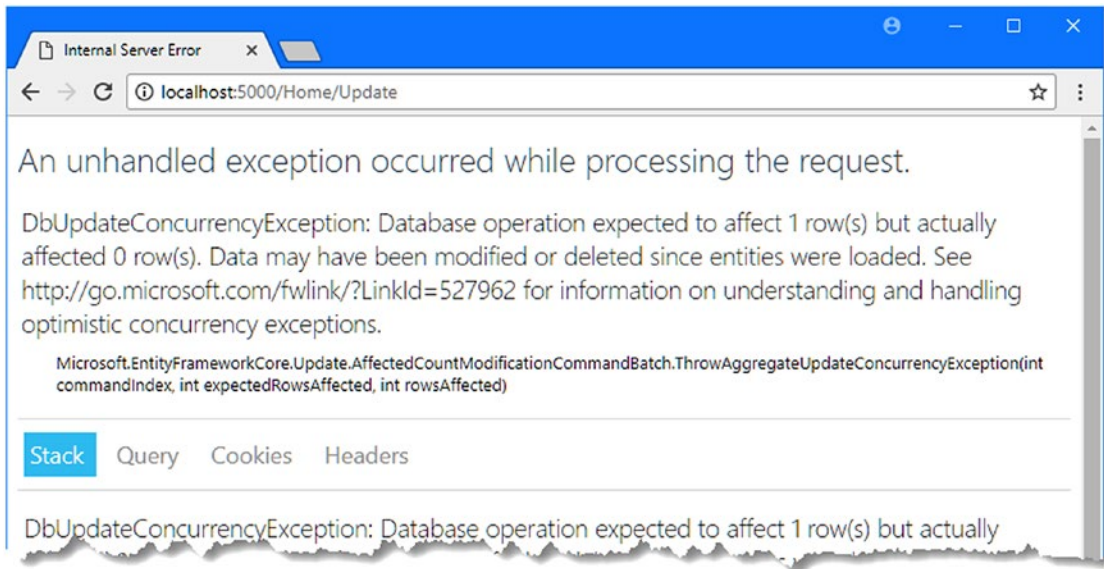 Internal Server Error
localhost:5000/Home/Update
An unhandled exception occurred while processing the request.
DbUpdateConcurrencyException: Database operation expected to affect 1 row(s) but actually
affected 0 row(s). Data may have been modified or deleted since entities were loaded. See
http://go.microsoft.com/fwlink/?LinkId=527962 for information on understanding and handling
optimistic concurrency exceptions.
Microsoft.EntityFrameworkCore.Update.AffectedCountModificationCommandBatch.ThrowAggregateUpdateConcurrencyException(int
commandIndex, int expectedRowsAffected, int rowsAffected)
Stack Query Cookies Headers
DbUpdateConcurrencyException: Database operation expected to affect 1 row(s) but actually